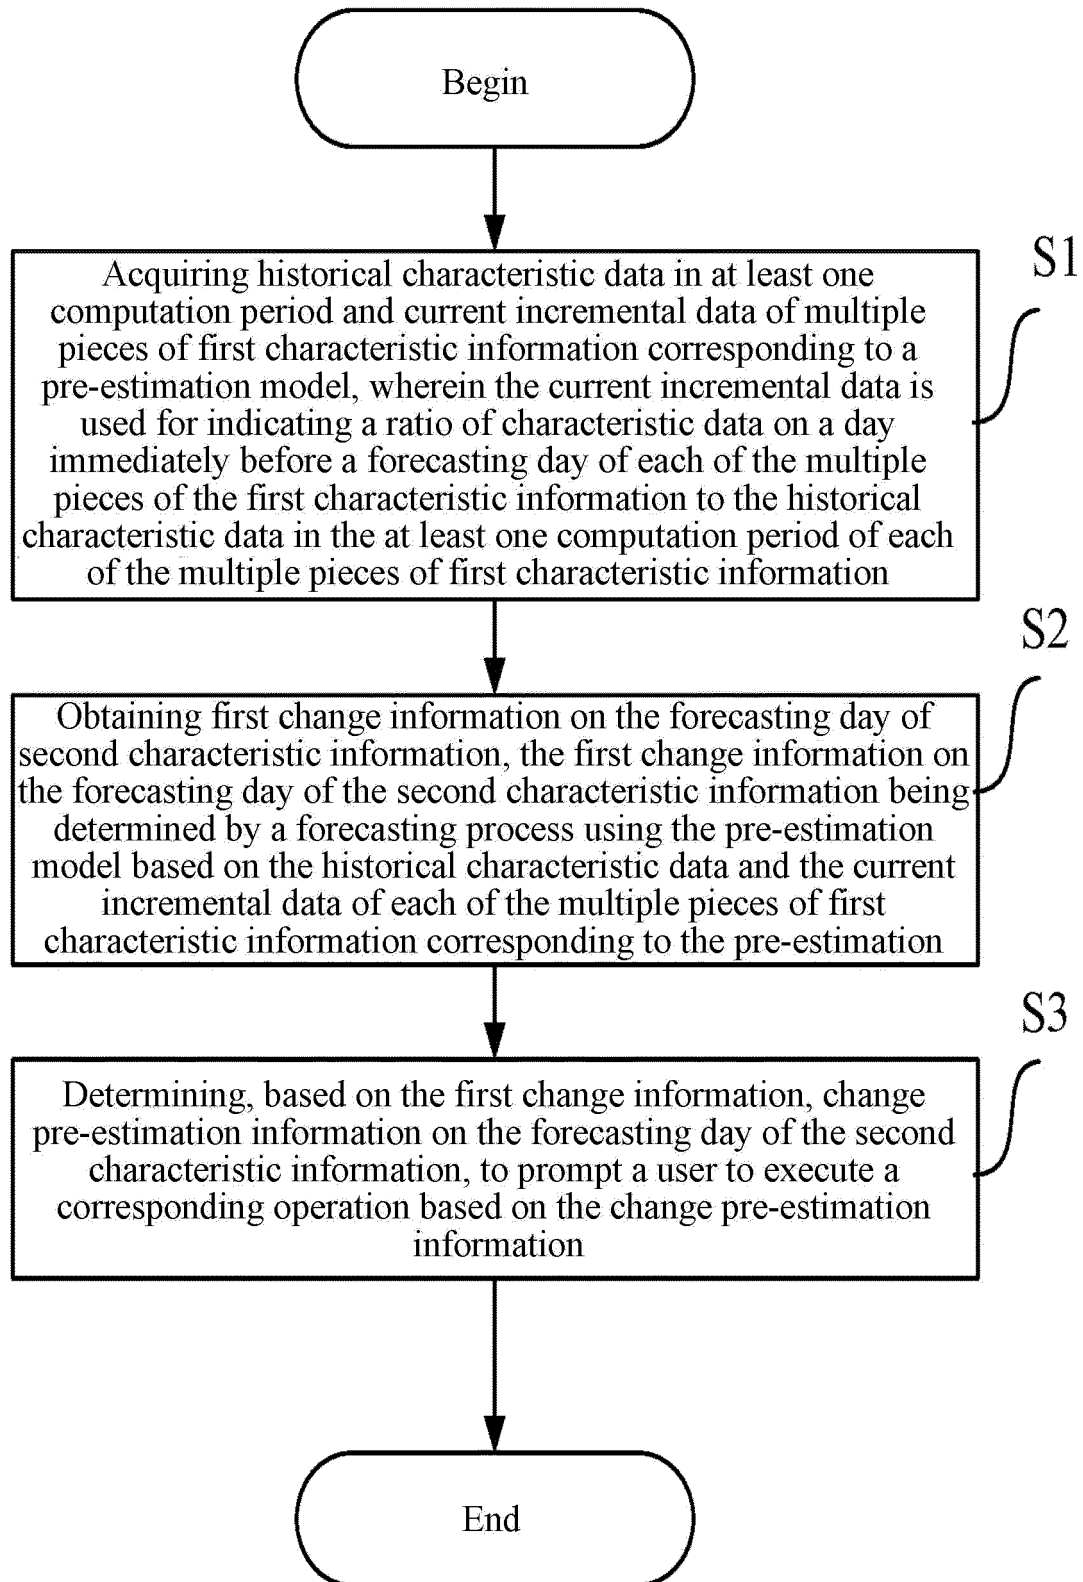 Begin
S1
Acquiring historical characteristic data in at least one
computation period and current incremental data of multiple
pieces of first characteristic information corresponding to a
pre-estimation model, wherein the current incremental data is
used for indicating a ratio of characteristic data on a day
immediately before a forecasting day of each of the multiple
pieces of the first characteristic information to the historical
characteristic data in the at least one computation period of each
of the multiple pieces of first characteristic information
S2
Obtaining first change information on the forecasting day of
second characteristic information, the first change information on
the forecasting day of the second characteristic information being
determined by a forecasting process using the pre-estimation
model based on the historical characteristic data and the current
incremental data of each of the multiple pieces of first
characteristic information corresponding to the pre-estimation
S3
Determining, based on the first change information, change
pre-estimation information on the forecasting day of the second
characteristic information, to prompt a user to execute a
corresponding operation based on the change pre-estimation
information
End